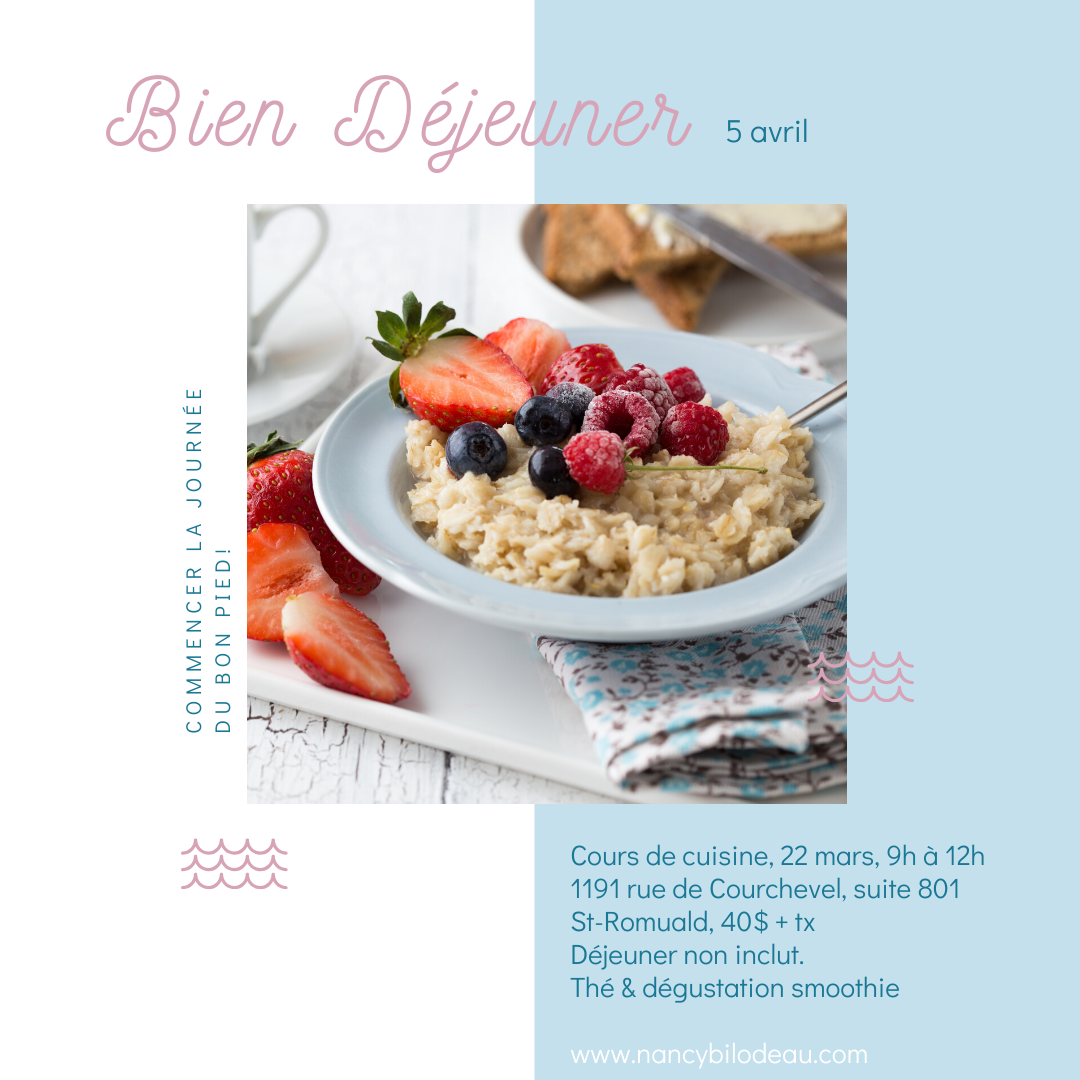 Bien Déjeuner
5 avril
COMMENCER LA JOURNÉE
DU BON PIED!
Cours de cuisine, 22 mars, 9h à 12h
1191 rue de Courchevel, suite 801
St-Romuald, 40$ + tx
Déjeuner non inclut.
Thé & dégustation smoothie
www.nancybilodeau.com